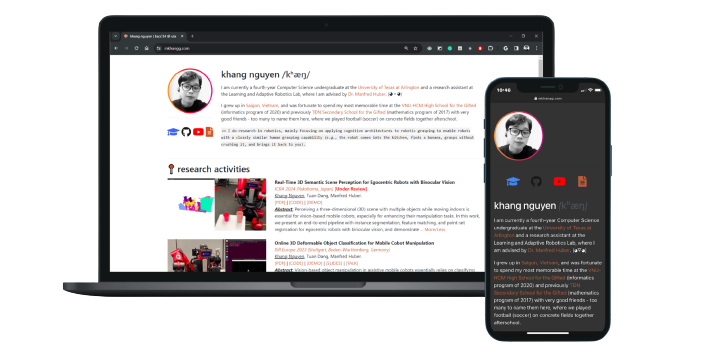 khang nguyen | face34 @ uta
mkhangg.com
khang nguyen /kʰæŋ/
I am currently a fourth-year Computer Science undergraduate at the University of Texas at Arlington and a research assistant at
the Learning and Adaptive Robotics Lab, where I am advised by Dr. Manfred Huber.
I grew up in Saigon, Vietnam, and was fortunate to spend my most memorable time at the VNU-HCM High School for the Gifted
(informatics program of 2020) and previously TDN Secondary School for Gifted (mathematics program of 2017) with very good
friends - too many to name them here, where we played football (soccer) on concrete fields together afterschool.
I do research in robotics, mainly focusing on applying cognitive architectures in robotic grasping to enable robots
with a closely similar human grasping capability (e.g., the robot comes into the kitchen, finds a banana, grasps without
crushing it, and brings it back to you).
research activities
Real-Time 3D Semantic Scene Perception for Egocentric Robots with Binocular Vision
ICRA 2024 (Yokohama, Japan) [Under Review]
Khang Nguyen, Tuan Dang, Manfred Huber.
[PDF] | [CODE] | [DEMO]
Abstract: Perceiving a three-dimensional (3D) scene with multiple objects while moving indoors is
essential for vision-based mobile cobots, especially for enhancing their manipulation tasks. In this work,
we present an end-to-end pipeline with instance segmentation, feature matching, and point-set
registration for egocentric robots with binocular vision, and demonstrate ... More/Less
Online 3D Deformable Object Classification for Mobile Cobot Manipulation
ISR Europe 2023 (Stuttgart, Baden-Württemberg, Germany)
Khang Nguyen, Tuan Dang, Manfred Huber.
[PDF] | [CODE] | [DEMO] | [SLIDES] | [TALK]
Abstract: Vision-based object manipulation in assistive mobile cobots essentially relies on classifying
10:46
mkhangg.com
khang nguyen /kʰæŋ/
I am currently a fourth-year Computer Science
undergraduate at the University of Texas at
Arlington and a research assistant at the
Learning and Adaptive Robotics Lab, where I
am advised by Dr. Manfred Huber.
I grew up in Saigon, Vietnam, and was fortunate
to spend my most memorable time at the VNU-
HCM High School for the Gifted (informatics
program of 2020) and previously TDN
Secondary School for Gifted (mathematics
program of 2017) with very good friends - too
many to name them here, where we played
football (soccer) on concrete fields together
afterschool.